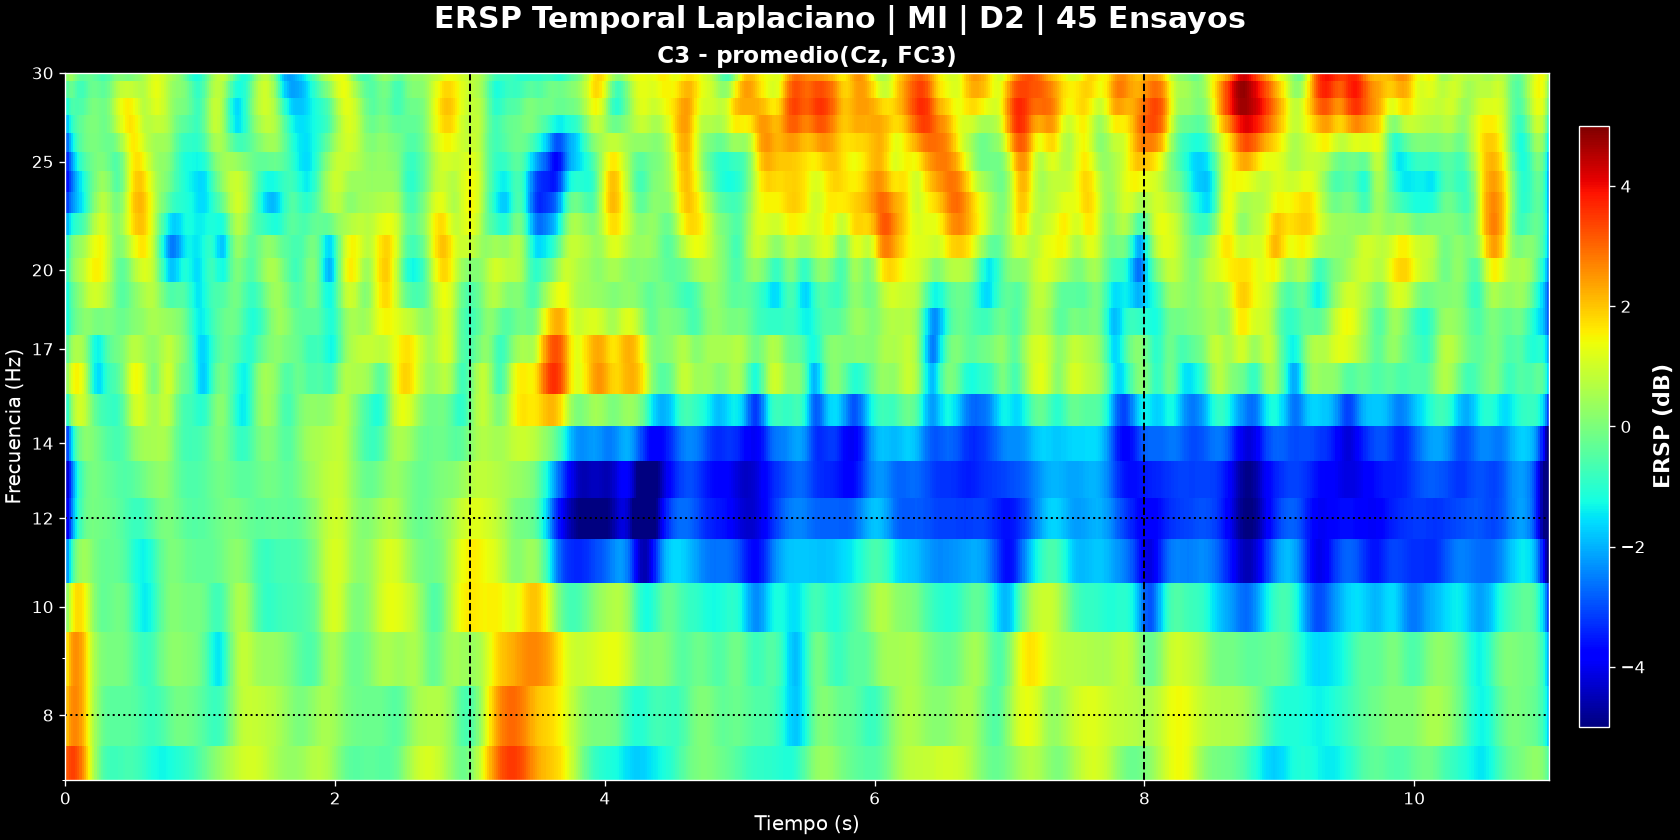 ERSP Temporal Laplaciano | MI | D2 | 45 Ensayos
C3 - promedio(Cz, FC3)
30
25
20
17
14
12
10
8
Frecuencia (Hz)
0 2 4 6 8 10
Tiempo (s)
4
2
0
−2
−4
ERSP (dB)